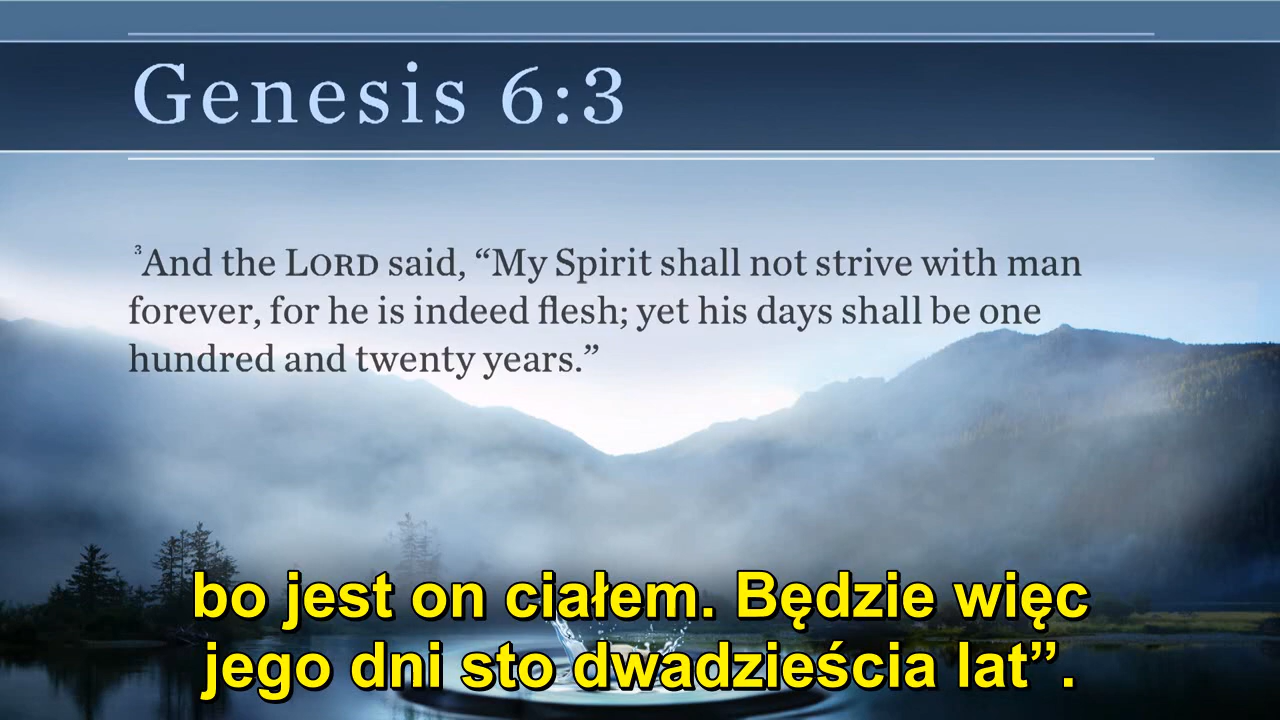 Genesis 6:3
³And the LORD said, “My Spirit shall not strive with man
forever, for he is indeed flesh; yet his days shall be one
hundred and twenty years.”
bo jest on ciałem. Będzie więc
jego dni sto dwadzieścia lat”.